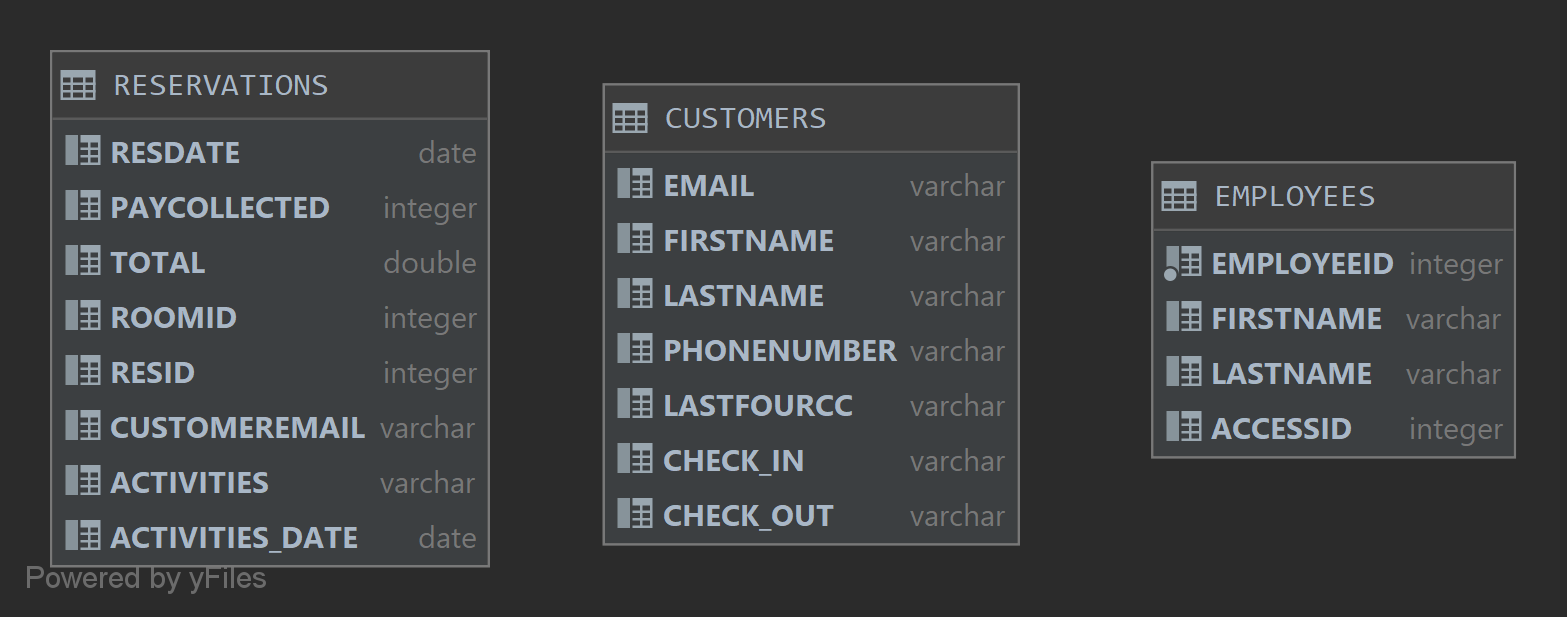 RESERVATIONS
RESDATE date
PAYCOLLECTED integer
TOTAL double
ROOMID integer
RESID integer
CUSTOMEREMAIL varchar
ACTIVITIES varchar
ACTIVITIES_DATE date
CUSTOMERS
EMAIL varchar
FIRSTNAME varchar
LASTNAME varchar
PHONENUMBER varchar
LASTFOURCC varchar
CHECK_IN varchar
CHECK_OUT varchar
EMPLOYEES
EMPLOYEEID integer
FIRSTNAME varchar
LASTNAME varchar
ACCESSID integer
Powered by yFiles